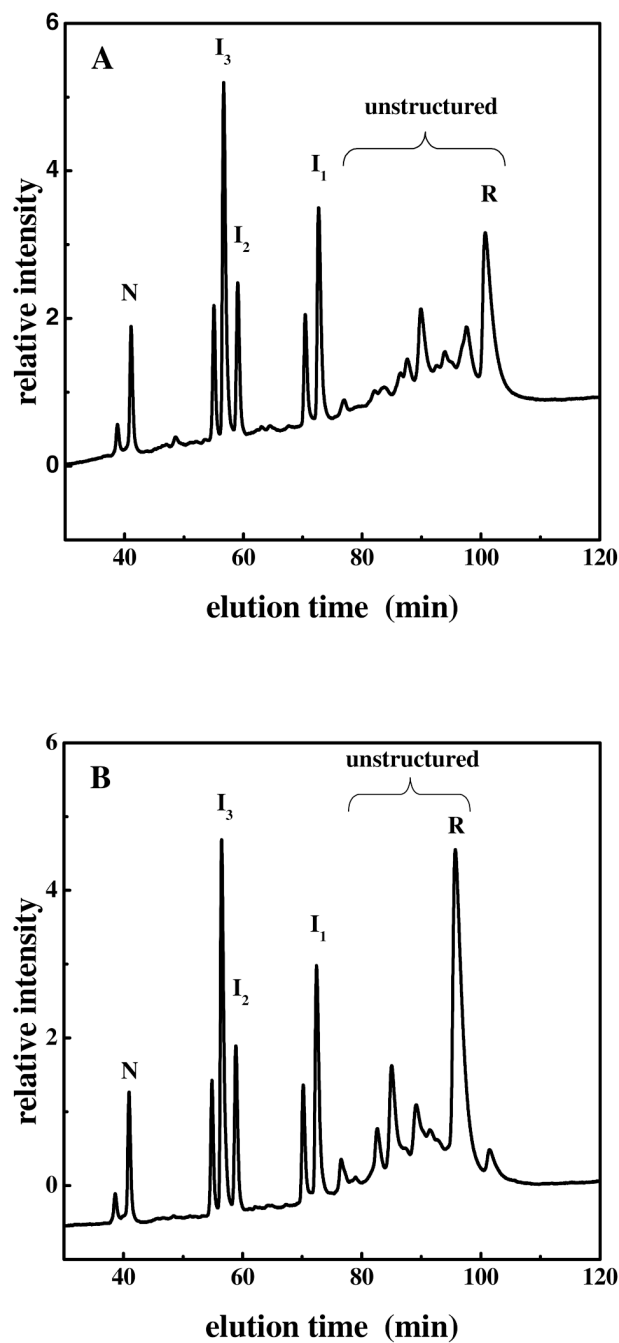 A
6
4
2
0
relative intensity
N
I3
I2
I1
unstructured
R
40 60 80 100 120
elution time (min)
B
6
4
2
0
relative intensity
N
I3
I2
I1
unstructured
R
40 60 80 100 120
elution time (min)